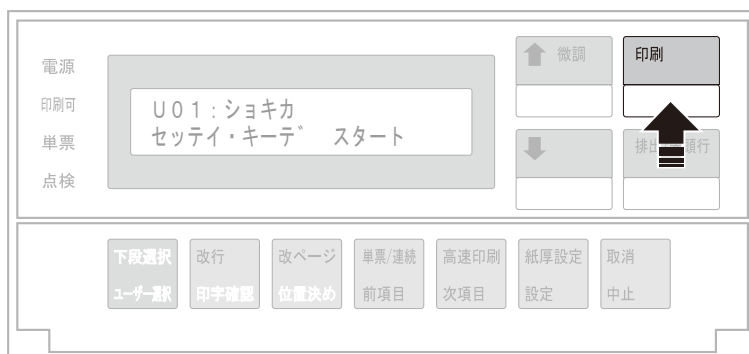 電源
印刷可
単票
点検
U01:ショキカ
セッテイ・キーデ゛ スタート
微調
印刷
排出
頭行
下段選択
ユーザー選択
改行
印字確認
改ページ
位置決め
単票/連続
前項目
高速印刷
次項目
紙厚設定
設定
取消
中止